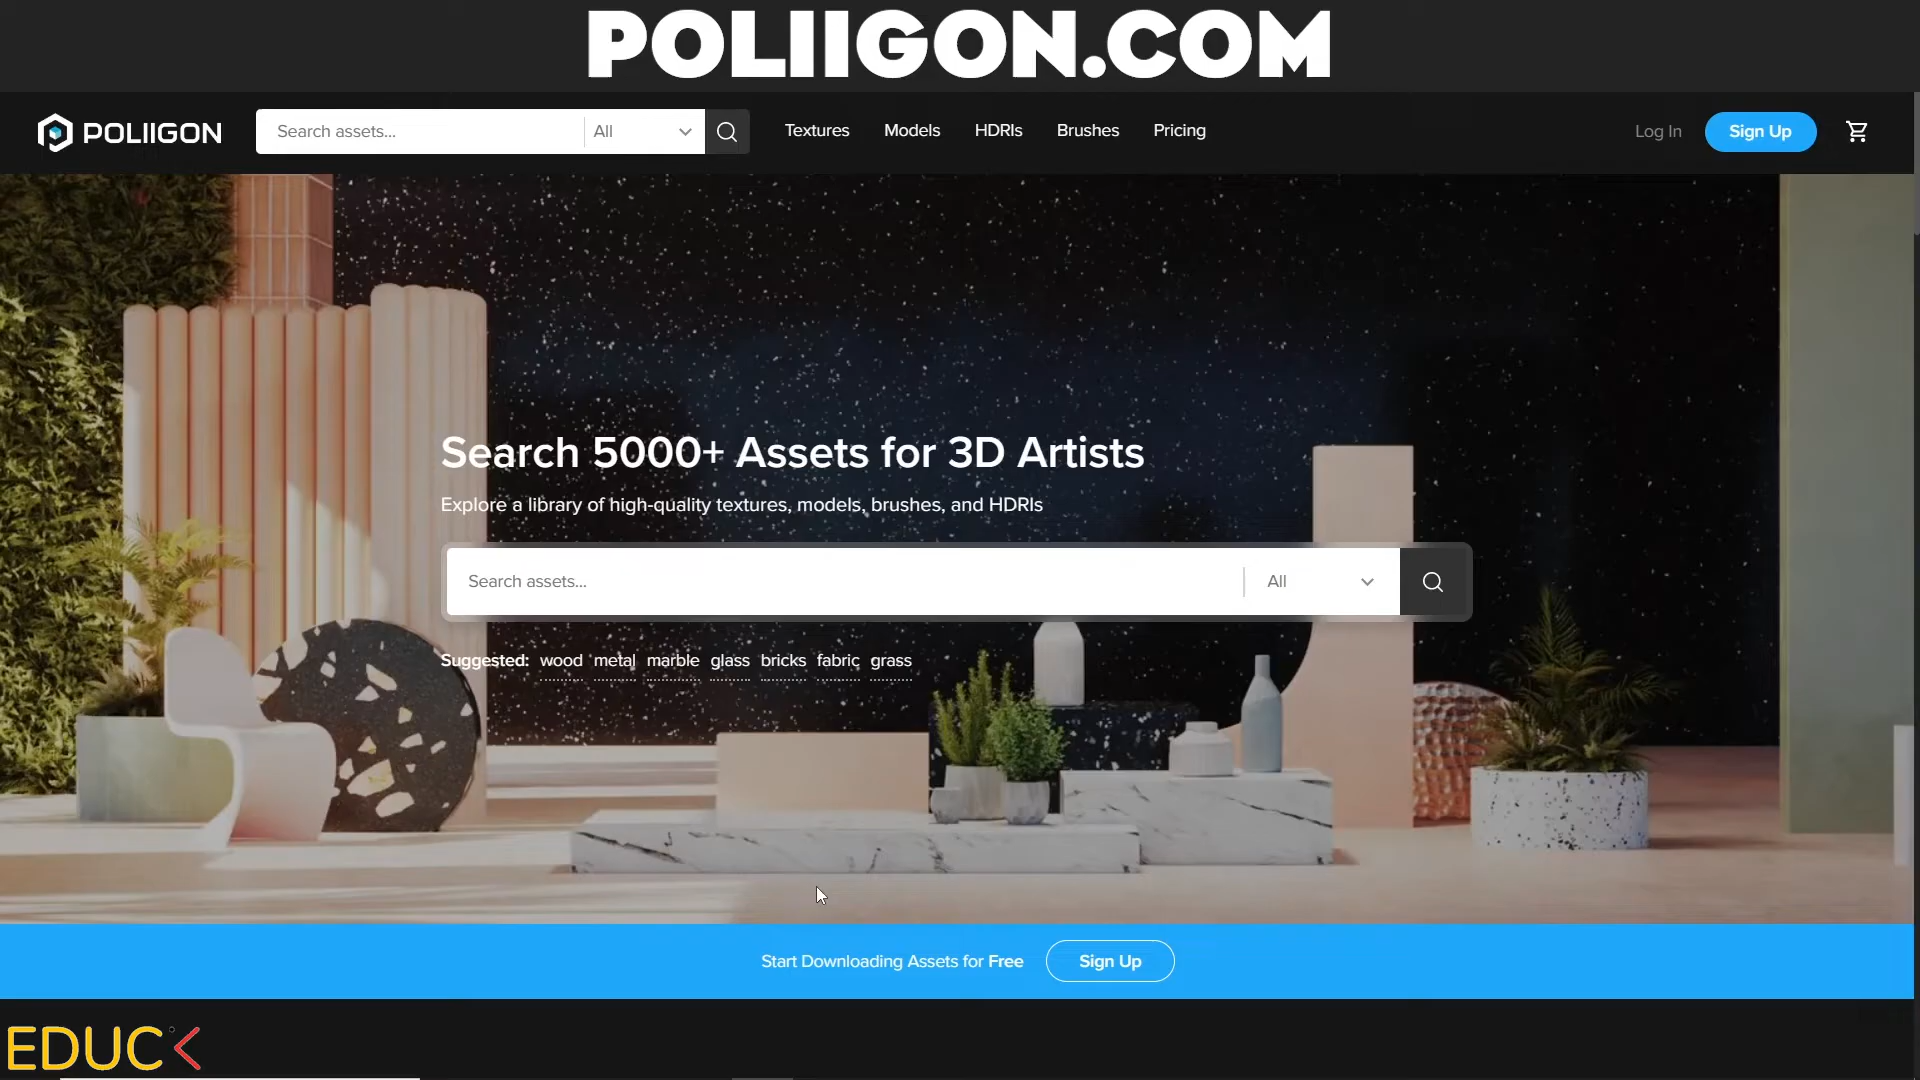 POLIIGON.COM
POLIIGON
Search assets...
All
Textures
Models
HDRIs
Brushes
Pricing
Log In
Sign Up
Search 5000+ Assets for 3D Artists
Explore a library of high-quality textures, models, brushes, and HDRIs
Search assets...
All
Suggested: wood metal marble glass bricks fabric grass
Start Downloading Assets for Free
Sign Up
EDUC